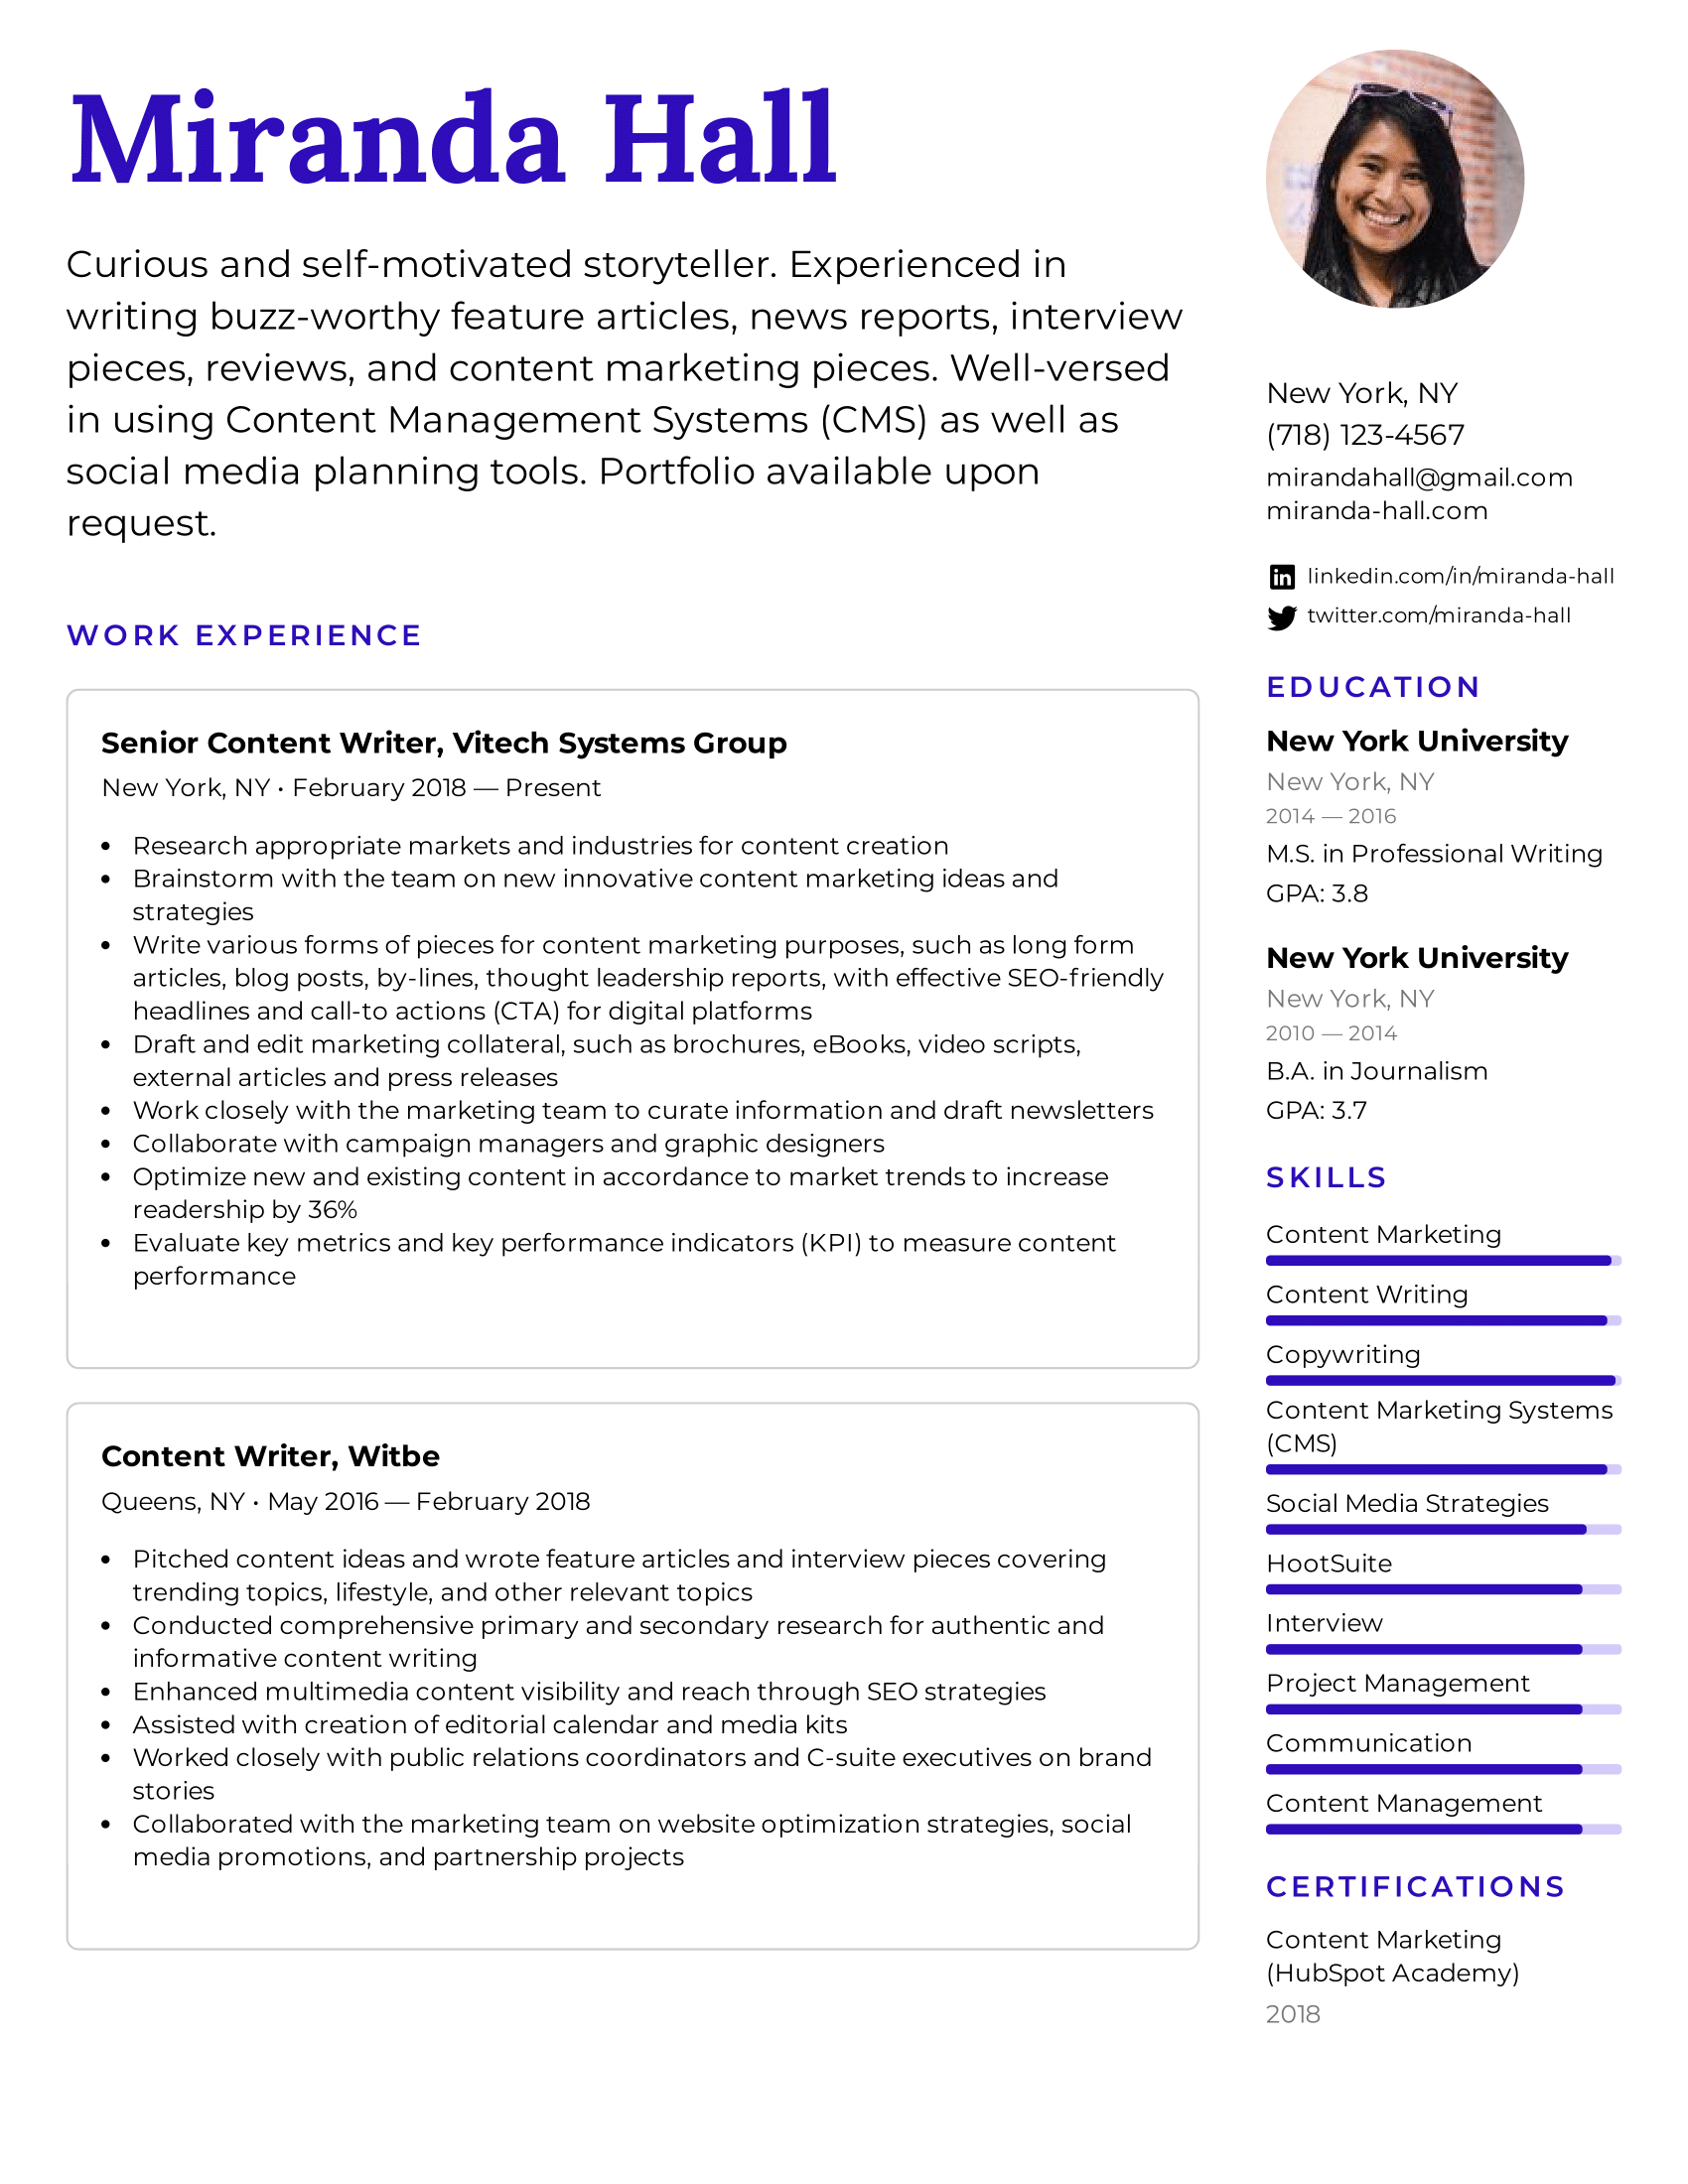 Miranda Hall
Curious and self-motivated storyteller. Experienced in
writing buzz-worthy feature articles, news reports, interview
pieces, reviews, and content marketing pieces. Well-versed
in using Content Management Systems (CMS) as well as
social media planning tools. Portfolio available upon
request.
WORK EXPERIENCE
Senior Content Writer, Vitech Systems Group
New York, NY • February 2018 — Present
• Research appropriate markets and industries for content creation
• Brainstorm with the team on new innovative content marketing ideas and
strategies
• Write various forms of pieces for content marketing purposes, such as long form
articles, blog posts, by-lines, thought leadership reports, with effective SEO-friendly
headlines and call-to actions (CTA) for digital platforms
• Draft and edit marketing collateral, such as brochures, eBooks, video scripts,
external articles and press releases
• Work closely with the marketing team to curate information and draft newsletters
• Collaborate with campaign managers and graphic designers
• Optimize new and existing content in accordance to market trends to increase
readership by 36%
• Evaluate key metrics and key performance indicators (KPI) to measure content
performance
Content Writer, Witbe
Queens, NY • May 2016 — February 2018
• Pitched content ideas and wrote feature articles and interview pieces covering
trending topics, lifestyle, and other relevant topics
• Conducted comprehensive primary and secondary research for authentic and
informative content writing
• Enhanced multimedia content visibility and reach through SEO strategies
• Assisted with creation of editorial calendar and media kits
• Worked closely with public relations coordinators and C-suite executives on brand
stories
• Collaborated with the marketing team on website optimization strategies, social
media promotions, and partnership projects
New York, NY
(718) 123-4567
mirandahall@gmail.com
miranda-hall.com
linkedin.com/in/miranda-hall
twitter.com/miranda-hall
EDUCATION
New York University
New York, NY
2014 — 2016
M.S. in Professional Writing
GPA: 3.8
New York University
New York, NY
2010 — 2014
B.A. in Journalism
GPA: 3.7
SKILLS
Content Marketing
Content Writing
Copywriting
Content Marketing Systems
(CMS)
Social Media Strategies
HootSuite
Interview
Project Management
Communication
Content Management
CERTIFICATIONS
Content Marketing
(HubSpot Academy)
2018